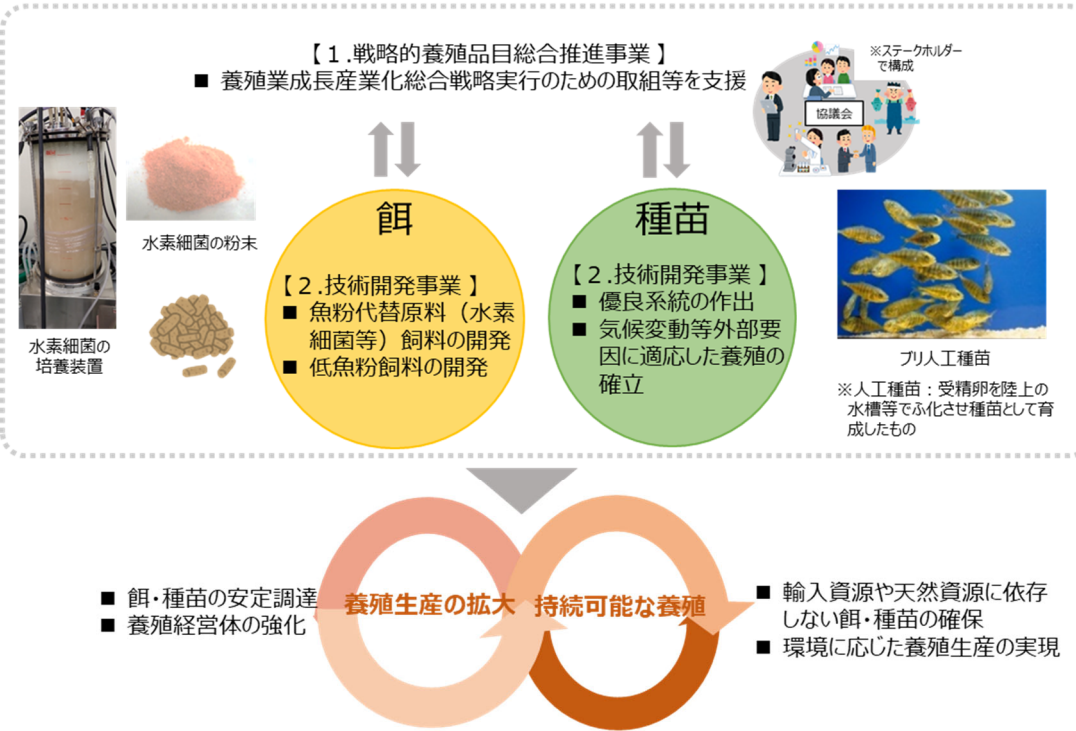 【１.戦略的養殖品目総合推進事業】
■ 養殖業成長産業化総合戦略実行のための取組等を支援
※ステークホルダー
で構成
協議会
水素細菌の粉末
水素細菌の
培養装置
餌
【２.技術開発事業】
■ 魚粉代替原料（水素
細菌等）飼料の開発
■ 低魚粉飼料の開発
種苗
【２.技術開発事業】
■ 優良系統の作出
■ 気候変動等外部要
因に適応した養殖の
確立
ブリ人工種苗
※人工種苗：受精卵を陸上の
水槽等でふ化させ種苗として育
成したもの
■ 餌・種苗の安定調達
■ 養殖経営体の強化
養殖生産の拡大
持続可能な養殖
■ 輸入資源や天然資源に依存
しない餌・種苗の確保
■ 環境に応じた養殖生産の実現